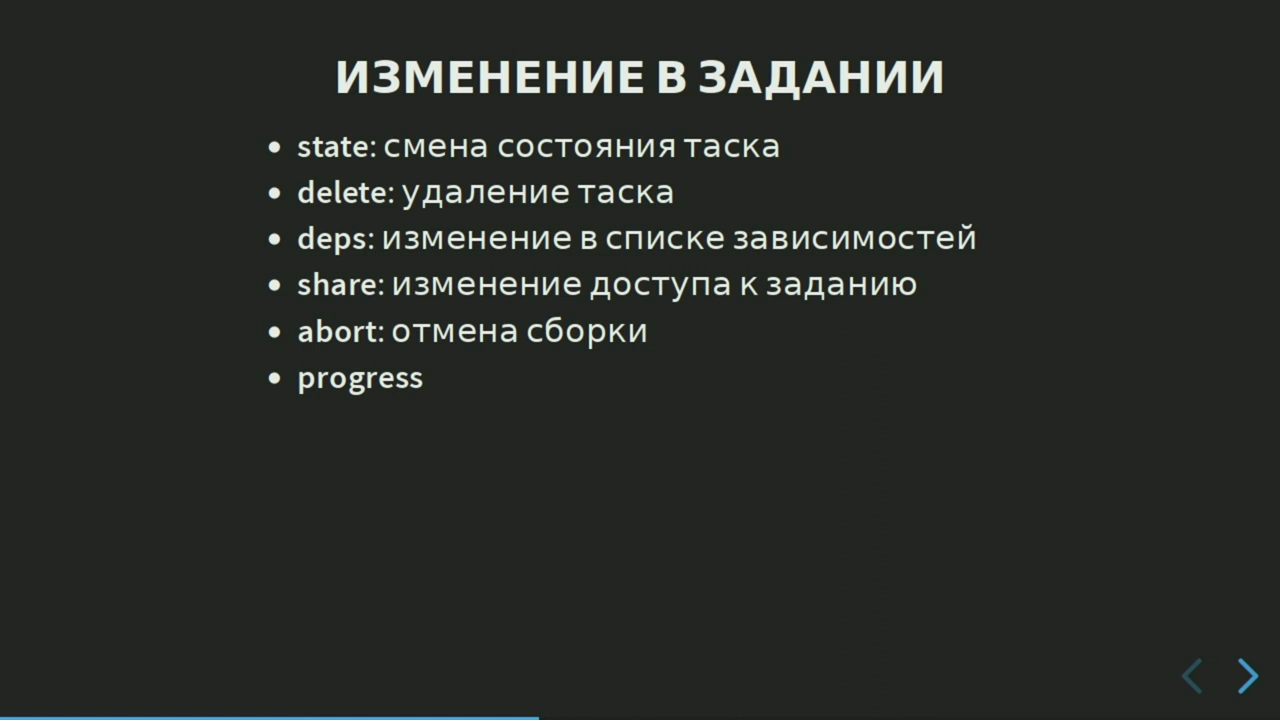 ИЗМЕНЕНИЕ В ЗАДАНИИ
state: смена состояния таска
delete: удаление таска
deps: изменение в списке зависимостей
share: изменение доступа к заданию
abort: отмена сборки
progress